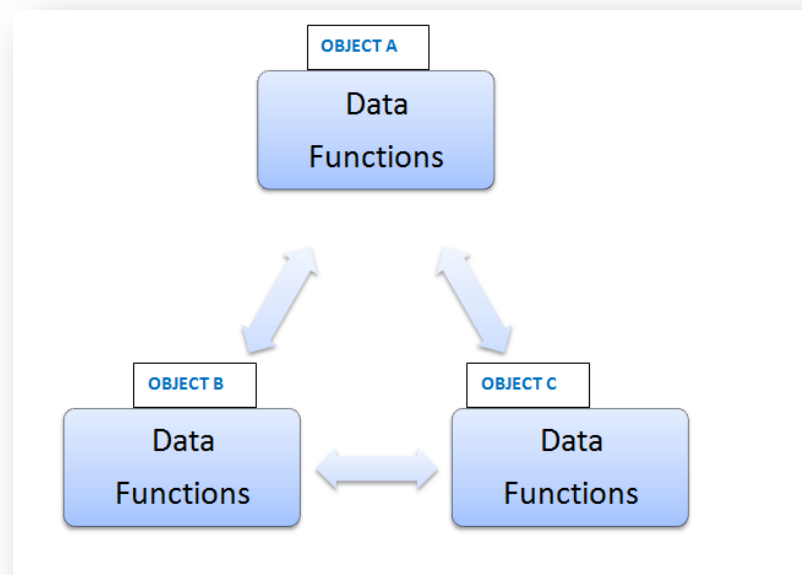 OBJECT A
Data
Functions
OBJECT B
Data
Functions
OBJECT C
Data
Functions